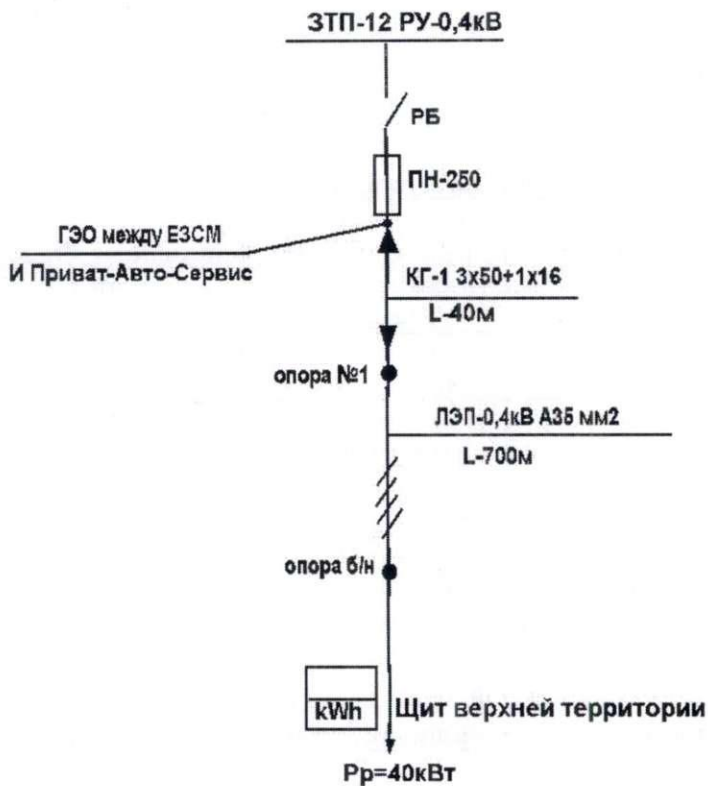 ЗТП-12 РУ-0,4кВ
РБ
ПН-250
ГЭО между ЕЗСМ
И Приват-Авто-Сервис
КГ-1 3х50+1х16
L-40м
опора №1
ЛЭП-0,4кВ А35 мм2
L-700м
опора б/н
kWh
Щит верхней территории
Рр=40кВт